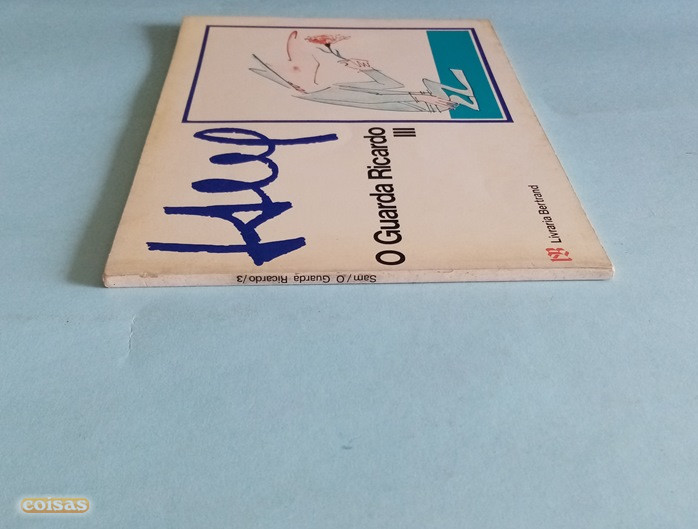 O Guarda Ricardo
III
Livraria Bertrand
Sam/O Guarda Ricardo/3
coisas